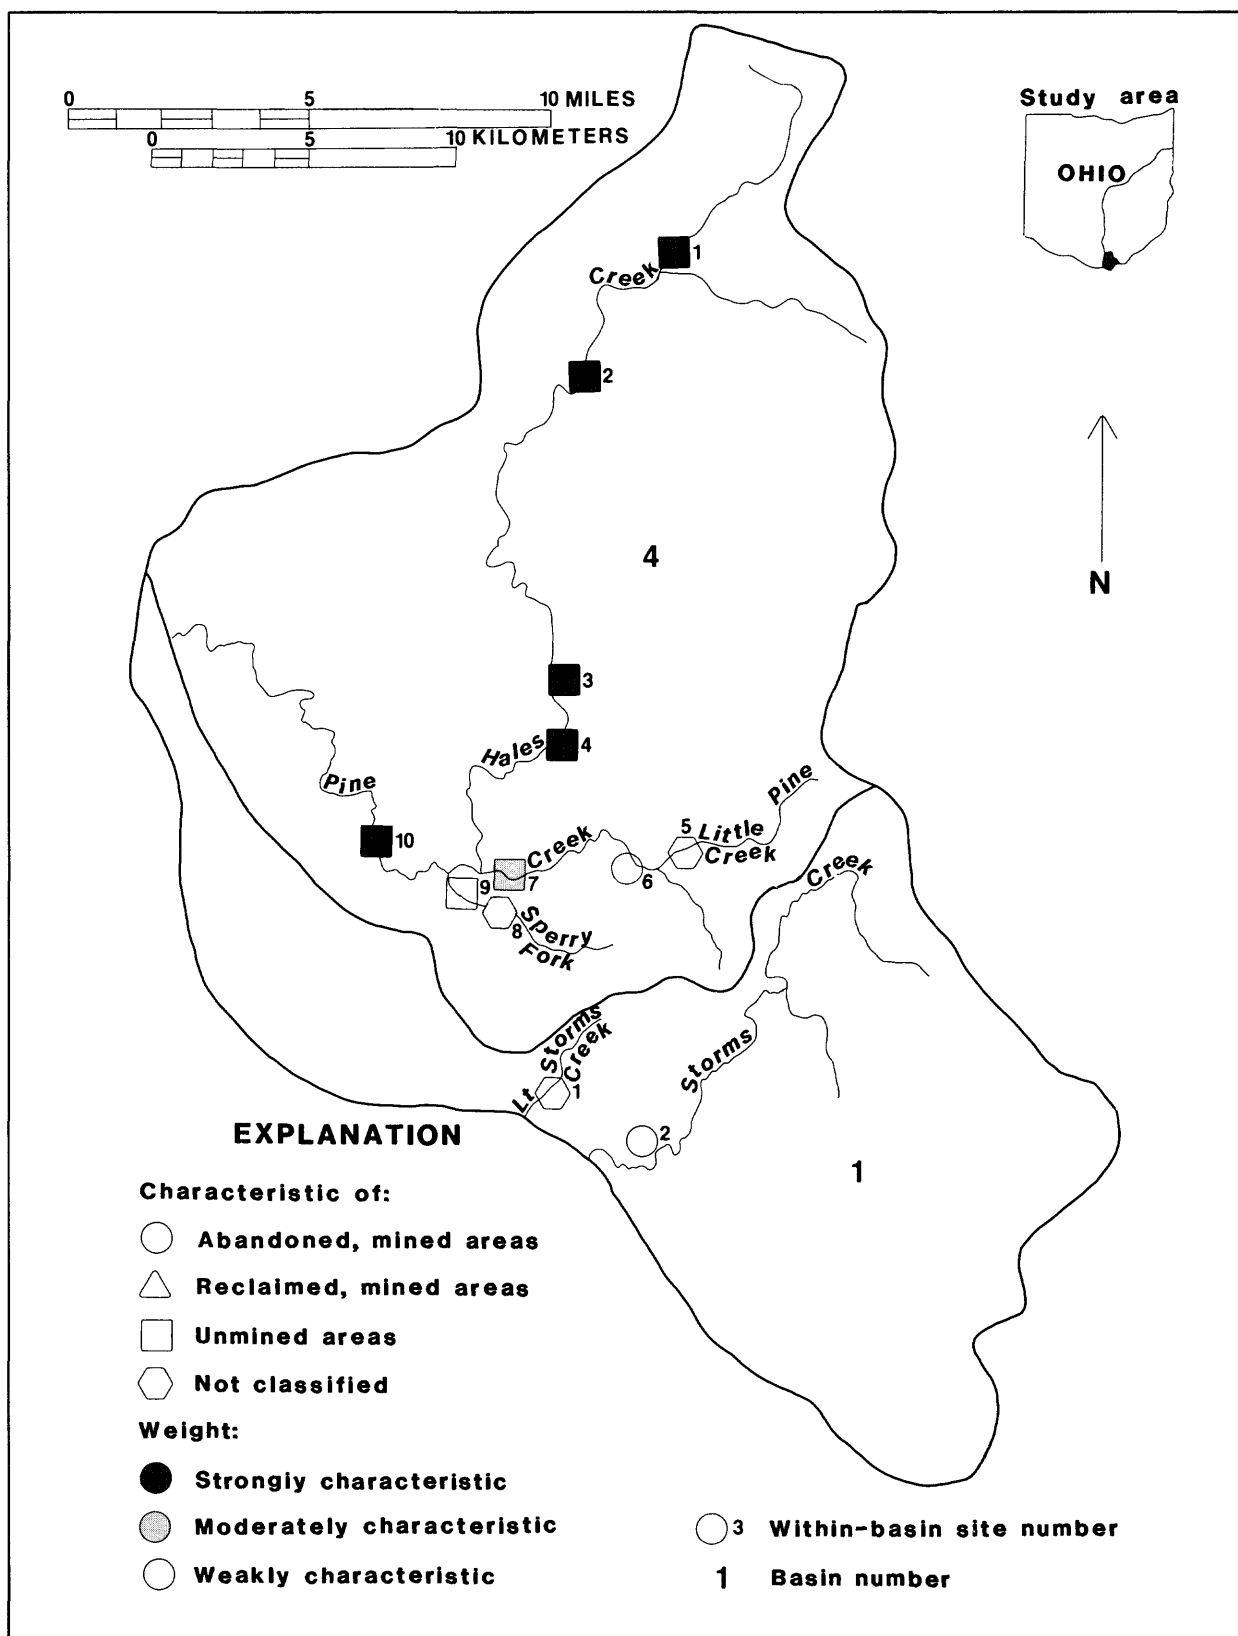 0 5 10 MILES
0 5 10 KILOMETERS
Study area
OHIO
1
Creek
2
4
N
3
Hales 4
Pine
Pine
10
Creek
5 Little
Creek
6
7
9
8
Sperry
Fork
Creek
Storms
Lt Storms
Creek
1
2
1
EXPLANATION
Characteristic of:
Abandoned, mined areas
Reclaimed, mined areas
Unmined areas
Not classified
Weight:
Strongly characteristic
Moderately characteristic
Weakly characteristic
3 Within-basin site number
1 Basin number